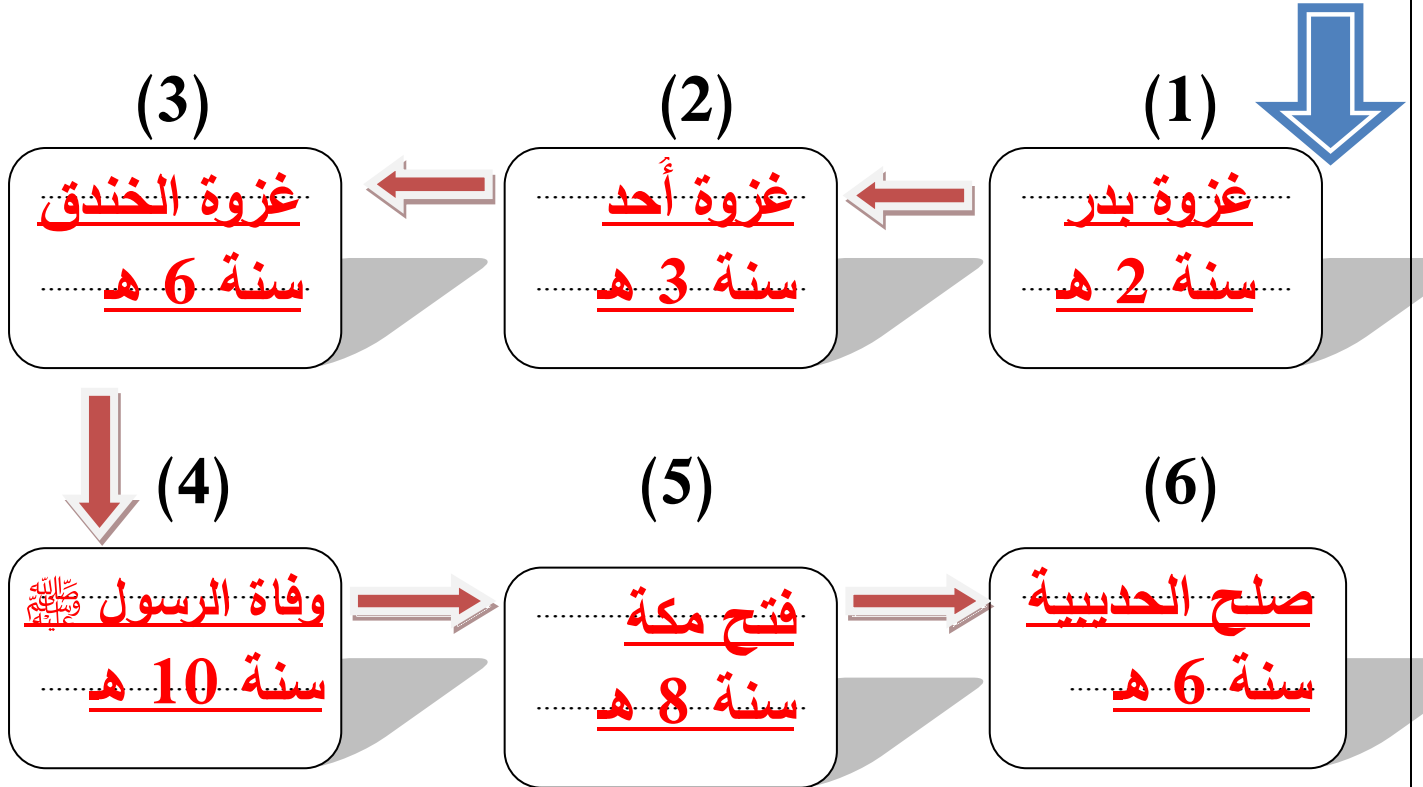 (1)
غزوة بدر
سنة 2 هـ
(2)
غزوة أحد
سنة 3 هـ
(3)
غزوة الخندق
سنة 6 هـ
(4)
وفاة الرسول ﷺ
سنة 10 هـ
(5)
فتح مكة
سنة 8 هـ
(6)
صلح الحديبية
سنة 6 هـ